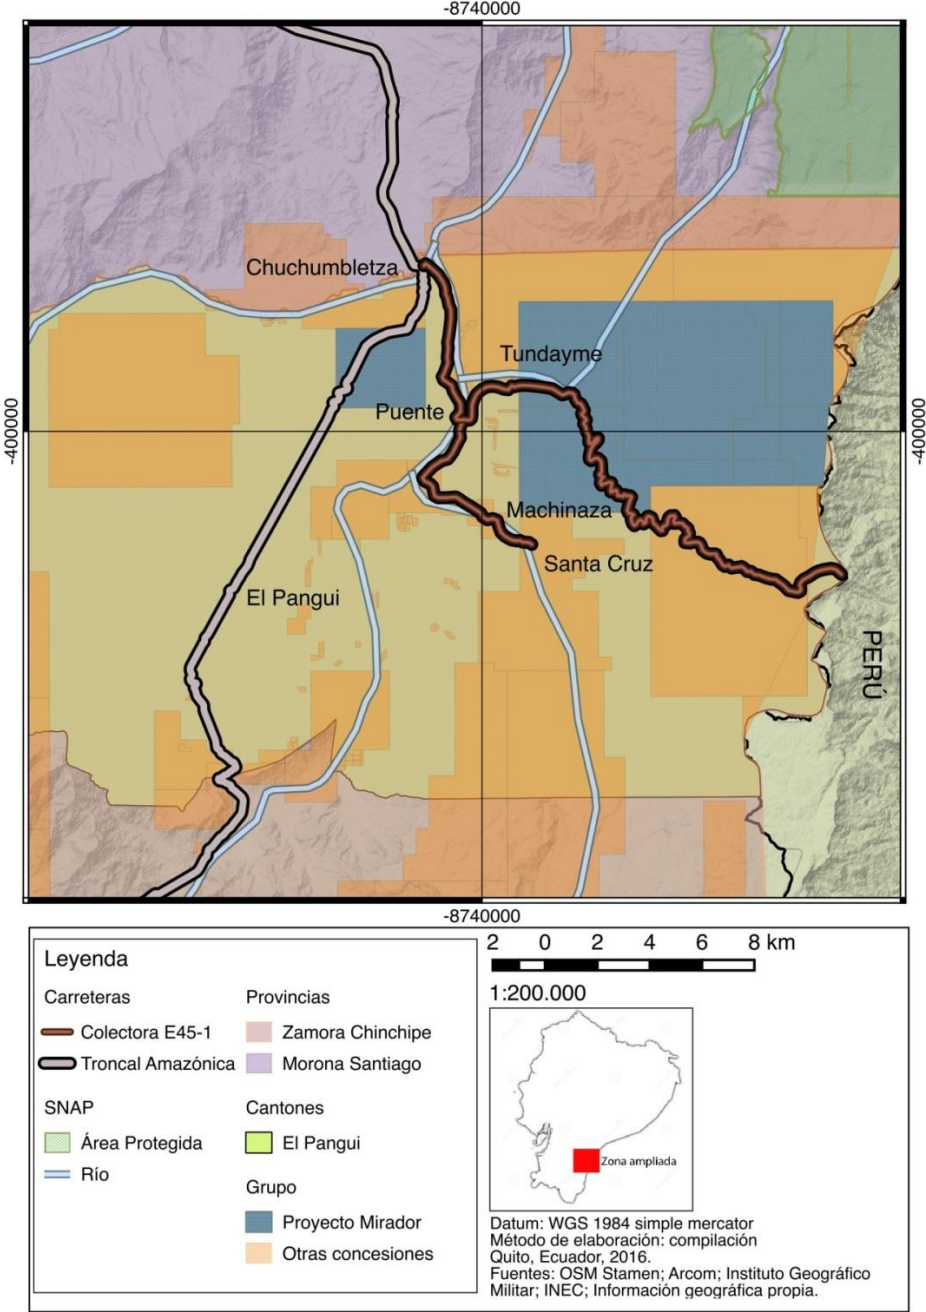 -8740000
Chuchumbletza
Tundayme
Puente
-400000
-400000
Machinaza
Santa Cruz
El Pangui
PERÚ
-8740000
Leyenda
Carreteras
Colectora E45-1
Troncal Amazónica
SNAP
Área Protegida
Río
Provincias
Zamora Chinchipe
Morona Santiago
Cantones
El Pangui
Grupo
Proyecto Mirador
Otras concesiones
2 0 2 4 6 8 km
1:200.000
Zona ampliada
Datum: WGS 1984 simple mercator
Método de elaboración: compilación
Quito, Ecuador, 2016.
Fuentes: OSM Stamen; Arcom; Instituto Geográfico
Militar; INEC; Información geográfica propia.